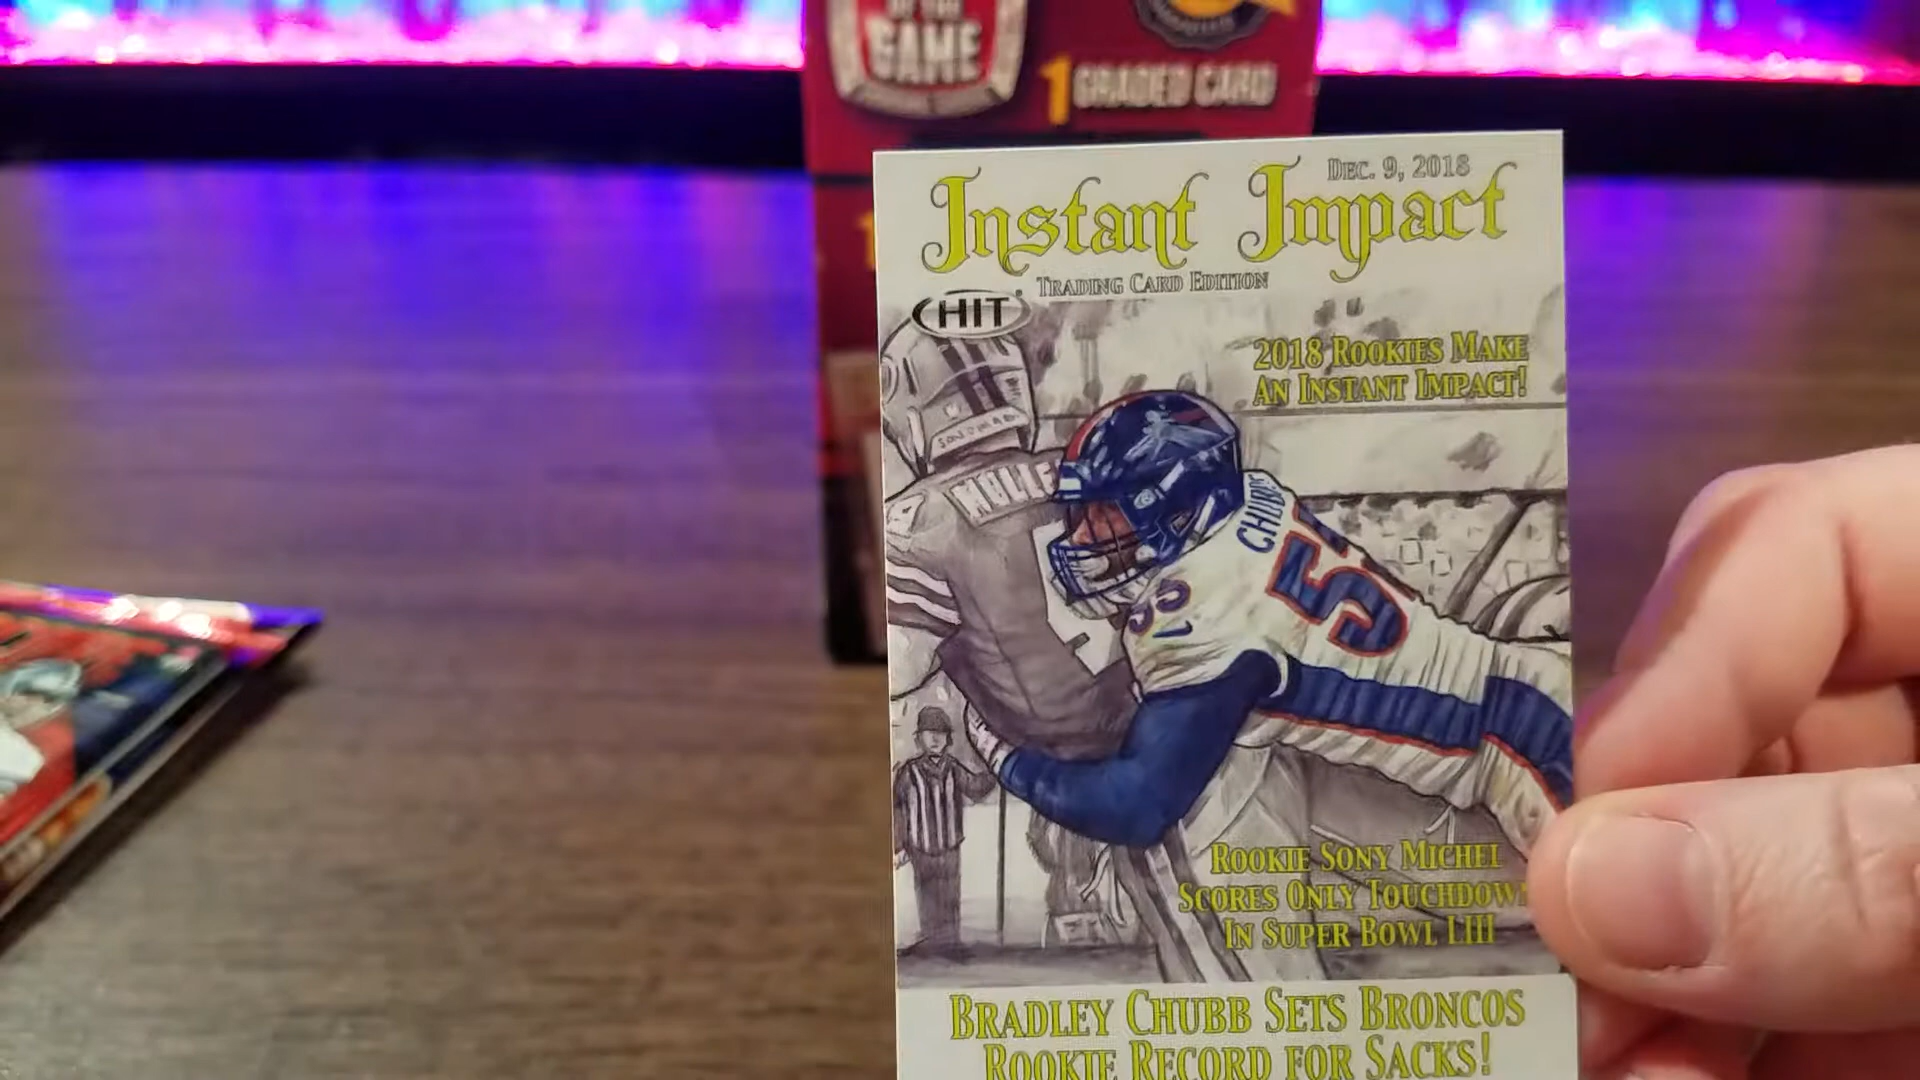 GAME
1 GRADED CARD
DEC. 9, 2018
Instant Impact
TRADING CARD EDITION
HIT
2018 ROOKIES MAKE
AN INSTANT IMPACT!
CHUBB
55
ROOKIE SONY MICHEL
SCORES ONLY TOUCHDOWN
IN SUPER BOWL LIII
BRADLEY CHUBB SETS BRONCOS
ROOKIE RECORD FOR SACKS!